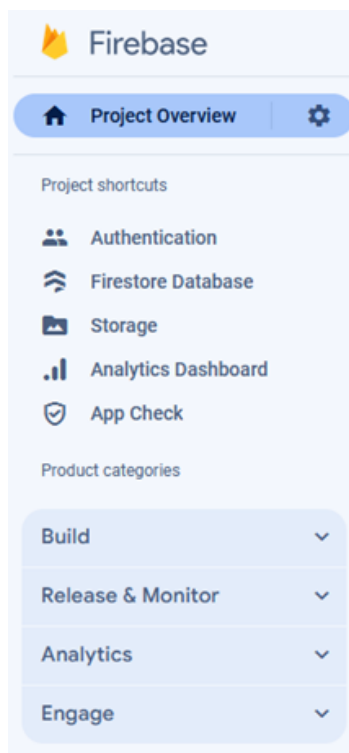 Firebase
Project Overview
Project shortcuts
Authentication
Firestore Database
Storage
Analytics Dashboard
App Check
Product categories
Build
Release & Monitor
Analytics
Engage